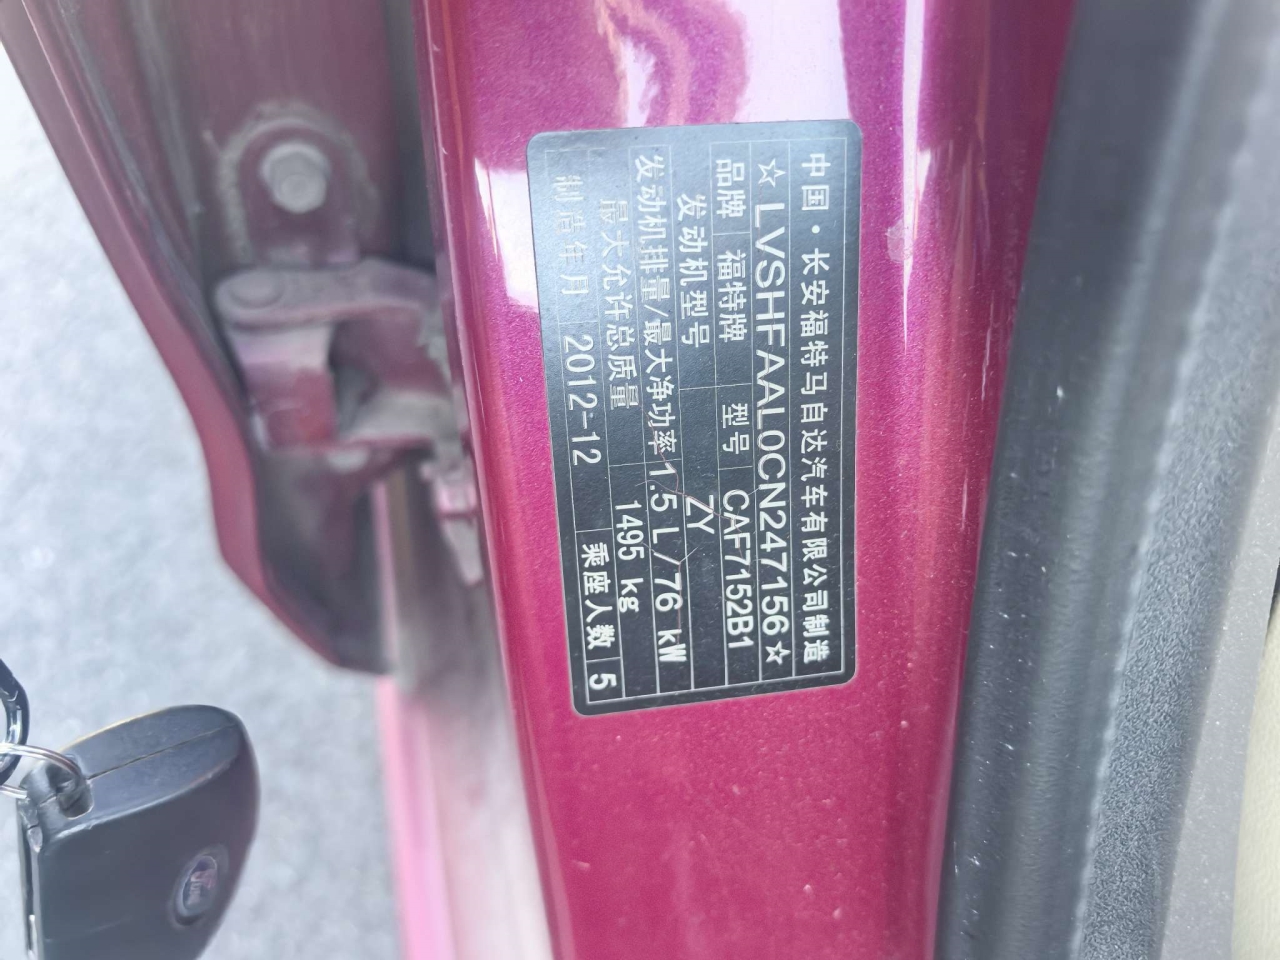 中国·长安福特马自达汽车有限公司制造
☆LVSHFAAL0CN247156☆
品牌 福特牌 型号 CAF7152B1
发动机型号 ZY
发动机排量/最大净功率 1.5 L/76 kW
最大允许总质量 1495 kg
制造年月 2012-12 乘座人数 5